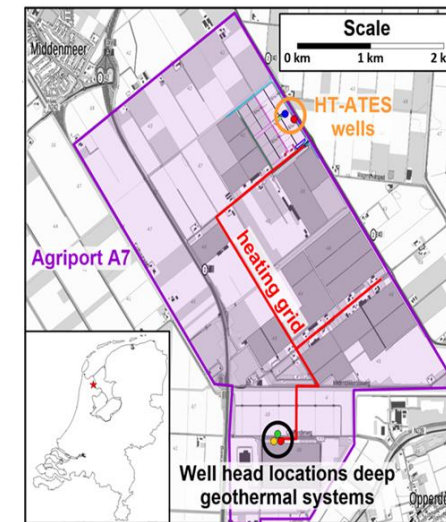 Middenmeer
Scale
0 km
1 km
2 k
HT-ATES
wells
Agriport A7
heating grid
Well head locations deep
geothermal systems
Opperd